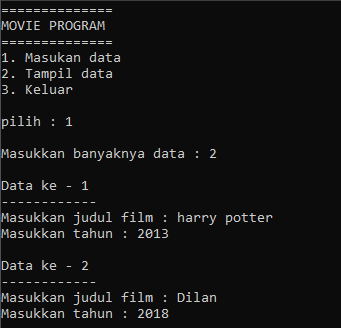 ==============
MOVIE PROGRAM
==============
1. Masukan data
2. Tampil data
3. Keluar
pilih : 1
Masukkan banyaknya data : 2
Data ke - 1
------------
Masukkan judul film : harry potter
Masukkan tahun : 2013
Data ke - 2
------------
Masukkan judul film : Dilan
Masukkan tahun : 2018